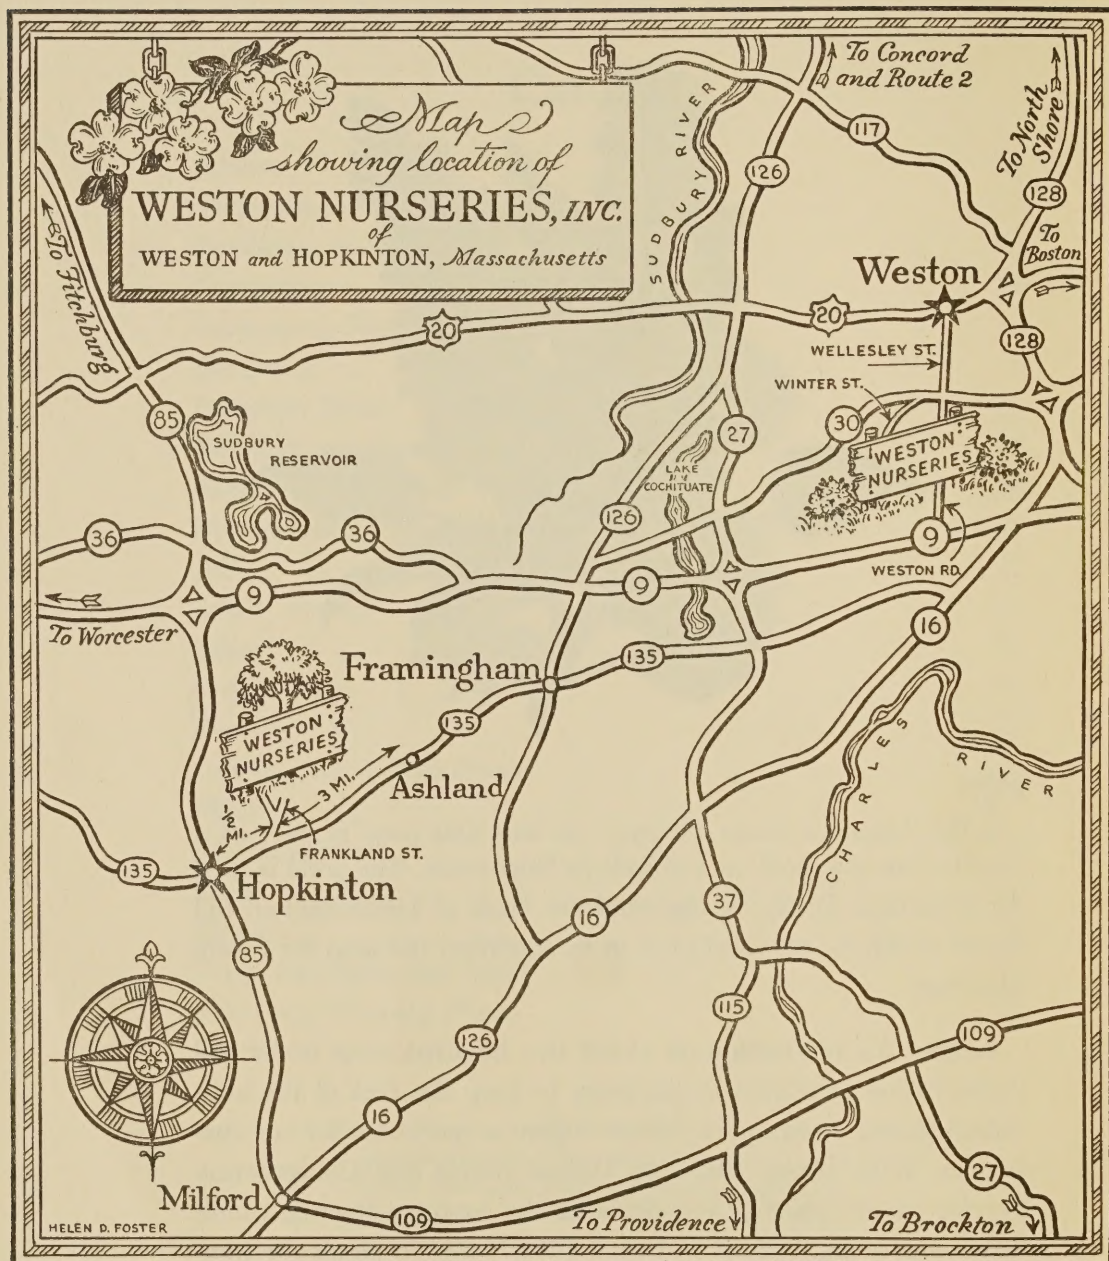 Map
showing location of
WESTON NURSERIES, INC.
of
WESTON and HOPKINTON, Massachusetts
To Concord
and Route 2
To North
Shore
SUDBURY RIVER
117
126
128
To
Boston
To Fitchburg
Weston
20
20
WELLESLEY ST.
128
WINTER ST.
85
SUDBURY
RESERVOIR
27
30
WESTON
NURSERIES
LAKE
COCHITUATE
126
36
36
9
9
9
WESTON RD.
To Worcester
16
Framingham
135
WESTON
NURSERIES
135
Ashland
3 MI.
1/2
MI.
FRANKLAND ST.
CHARLES RIVER
135
Hopkinton
37
16
85
115
126
109
16
27
Milford
109
To Providence
To Brockton
HELEN D. FOSTER